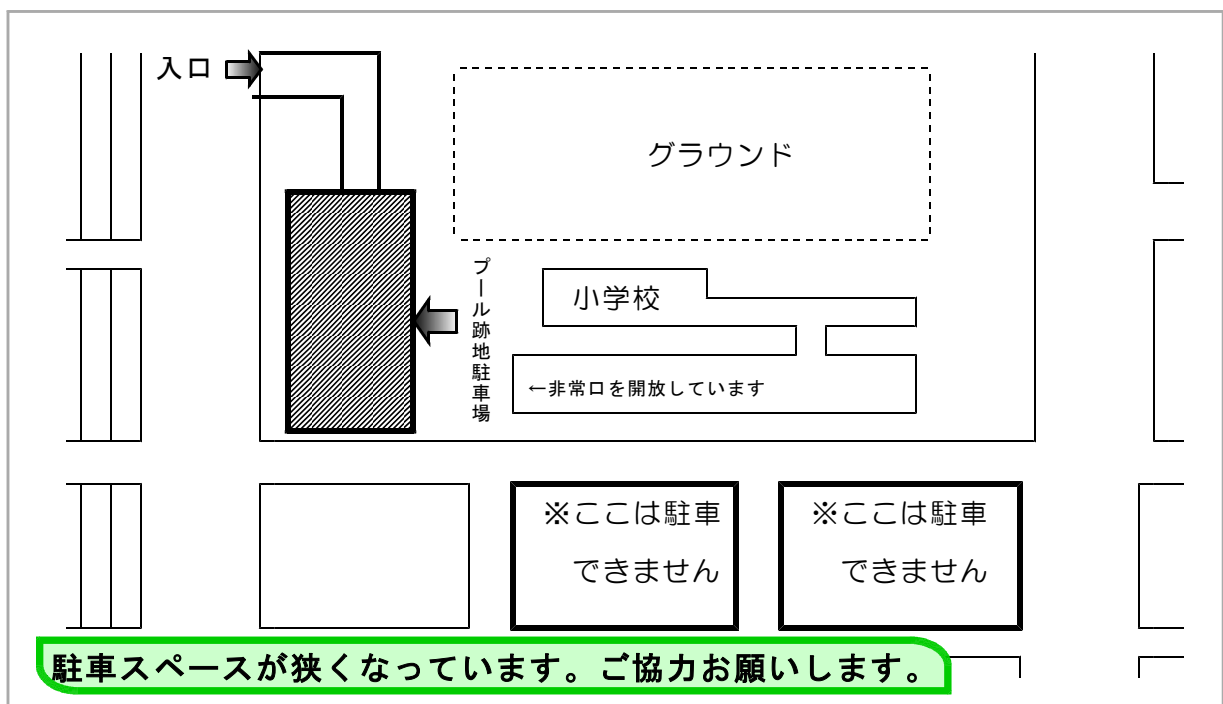 入口
グラウンド
プール跡地駐車場
小学校
←非常口を開放しています
※ここは駐車
できません
※ここは駐車
できません
駐車スペースが狭くなっています。ご協力お願いします。